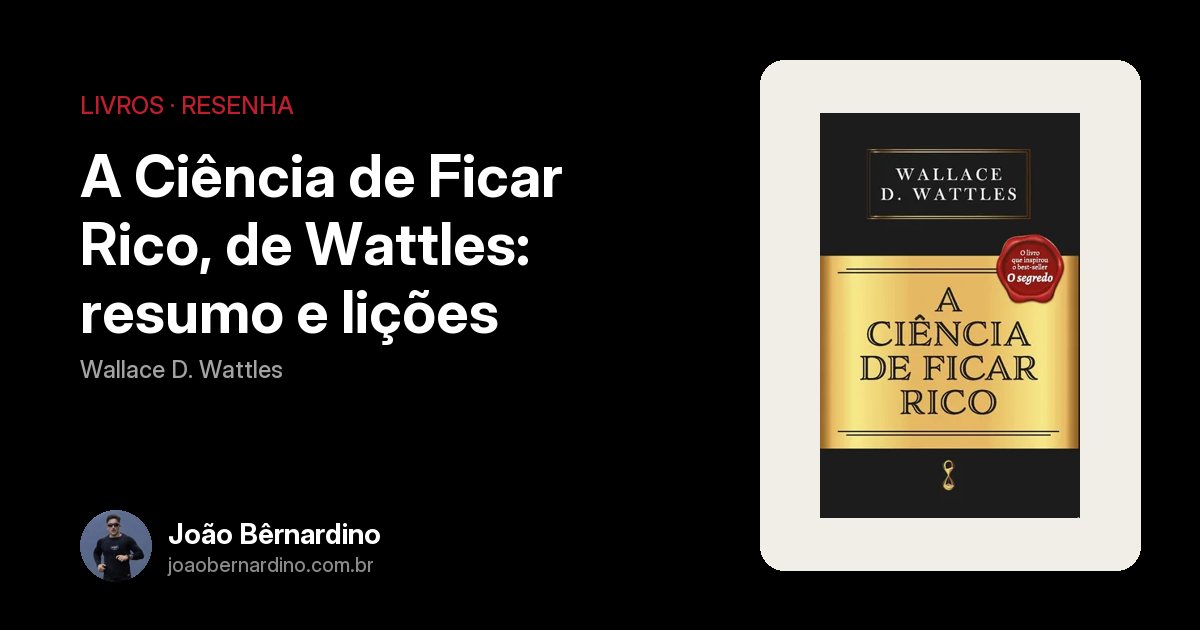 LIVROS · RESENHA
A Ciência de Ficar
Rico, de Wattles:
resumo e lições
Wallace D. Wattles
João Bêrnardino
joaobernardino.com.br
WALLACE
D. WATTLES
O livro
que inspirou
o best-seller
O segredo
A
CIÊNCIA
DE FICAR
RICO